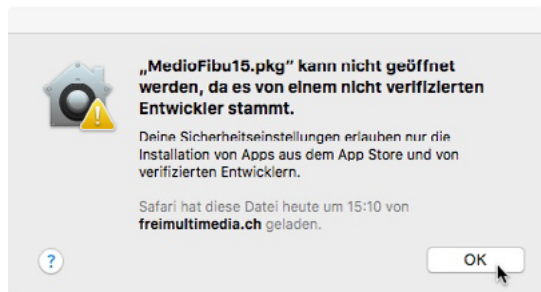 „MedioFibu15.pkg" kann nicht geöffnet
werden, da es von einem nicht verifizierten
Entwickler stammt.
Deine Sicherheitseinstellungen erlauben nur die
Installation von Apps aus dem App Store und von
verifizierten Entwicklern.
Safari hat diese Datei heute um 15:10 von
freimultimedia.ch geladen.
?
OK